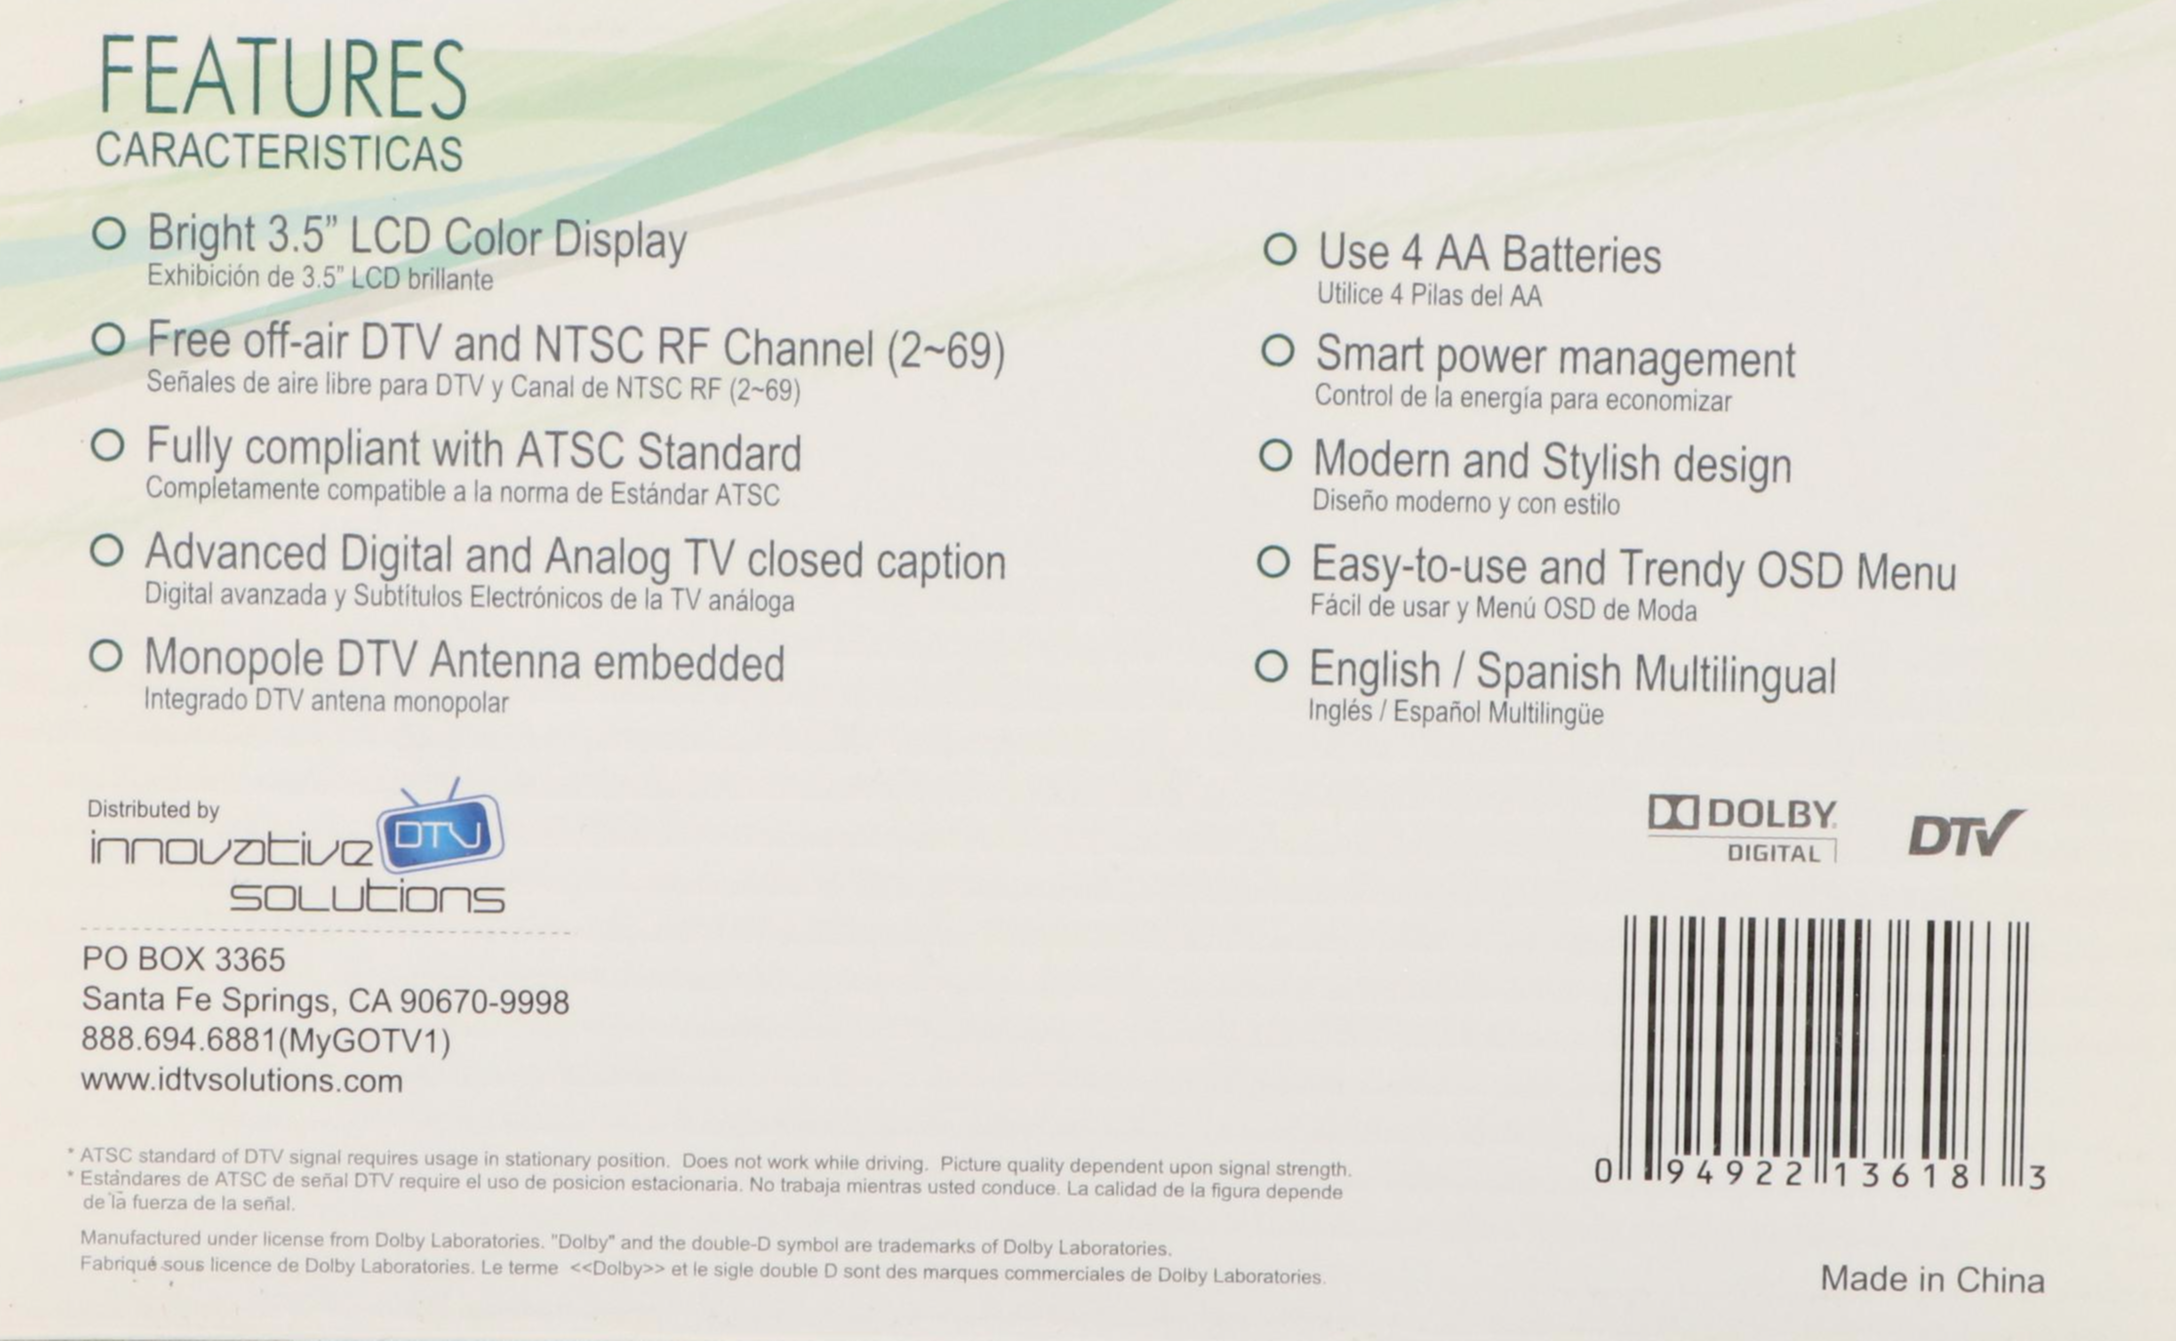 FEATURES
CARACTERISTICAS
Bright 3.5” LCD Color Display
Exhibición de 3.5” LCD brillante
Free off-air DTV and NTSC RF Channel (2~69)
Señales de aire libre para DTV y Canal de NTSC RF (2~69)
Fully compliant with ATSC Standard
Completamente compatible a la norma de Estándar ATSC
Advanced Digital and Analog TV closed caption
Digital avanzada y Subtítulos Electrónicos de la TV análoga
Monopole DTV Antenna embedded
Integrado DTV antena monopolar
Use 4 AA Batteries
Utilice 4 Pilas del AA
Smart power management
Control de la energía para economizar
Modern and Stylish design
Diseño moderno y con estilo
Easy-to-use and Trendy OSD Menu
Fácil de usar y Menú OSD de Moda
English / Spanish Multilingual
Inglés / Español Multilingüe
Distributed by
innovative DTV
SOLUtions
PO BOX 3365
Santa Fe Springs, CA 90670-9998
888.694.6881(MyGOTV1)
www.idtvsolutions.com
DOLBY
DIGITAL
DTV
0 94922 13618 3
* ATSC standard of DTV signal requires usage in stationary position. Does not work while driving. Picture quality dependent upon signal strength.
* Estándares de ATSC de señal DTV require el uso de posicion estacionaria. No trabaja mientras usted conduce. La calidad de la figura depende
de la fuerza de la señal.
Manufactured under license from Dolby Laboratories. "Dolby" and the double-D symbol are trademarks of Dolby Laboratories.
Fabriqué sous licence de Dolby Laboratories. Le terme <<Dolby>> et le sigle double D sont des marques commerciales de Dolby Laboratories.
Made in China